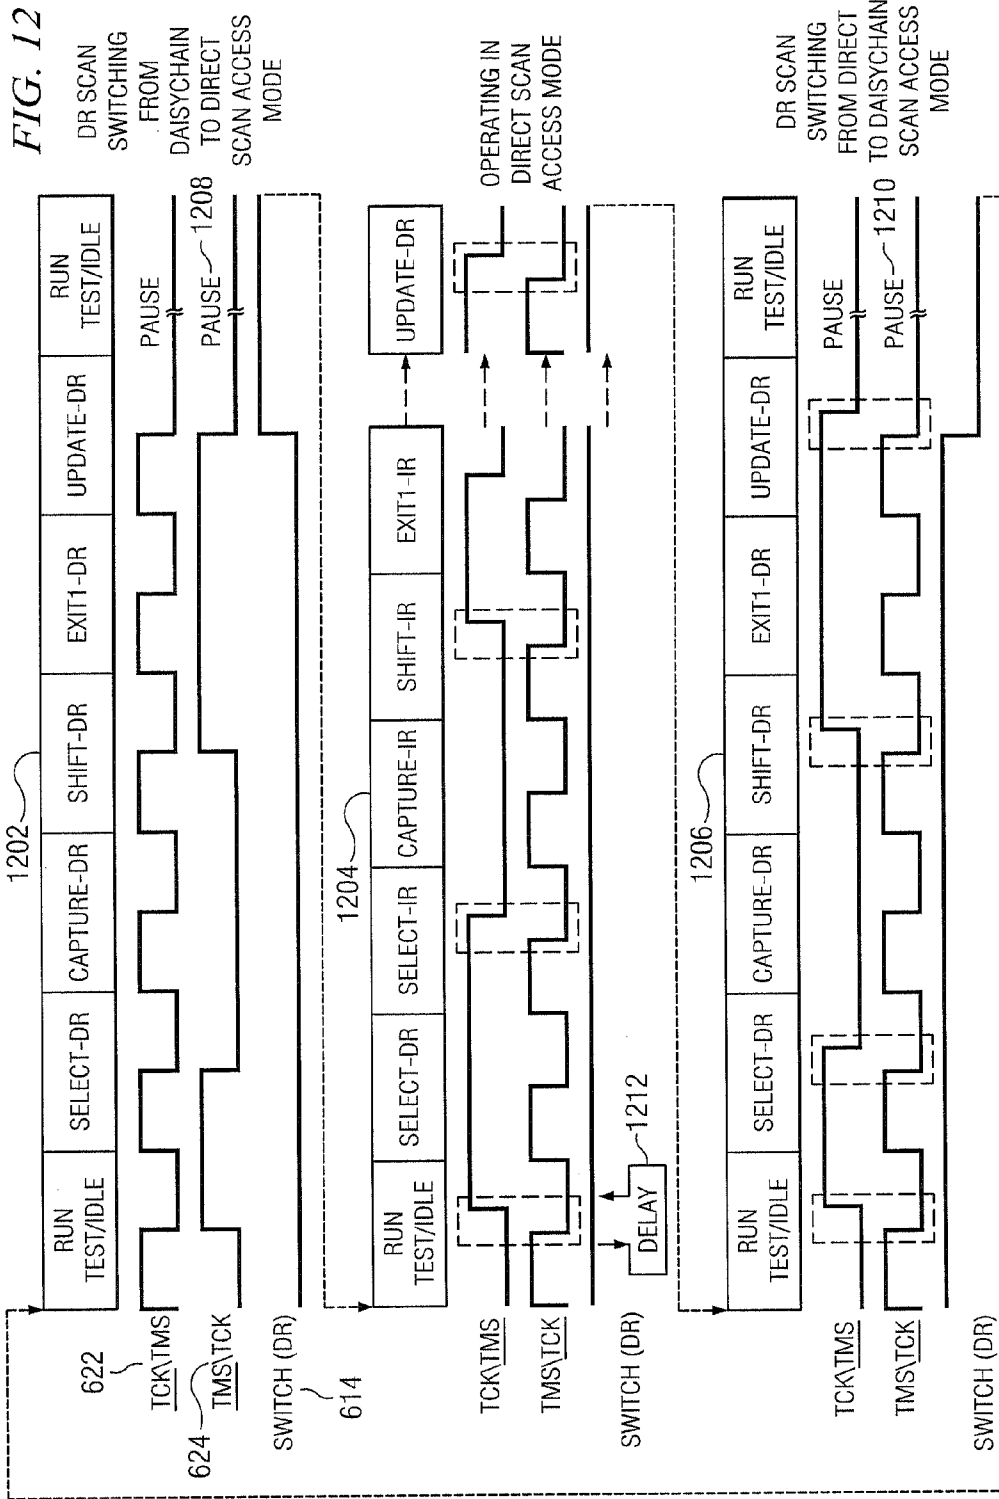 FIG. 12
1202
RUN
TEST/IDLE
SELECT-DR
CAPTURE-DR
SHIFT-DR
EXIT1-DR
UPDATE-DR
RUN
TEST/IDLE
DR SCAN
SWITCHING
FROM
DAISYCHAIN
TO DIRECT
SCAN ACCESS
MODE
622
TCK\TMS
PAUSE
624
TMS\TCK
PAUSE
1208
SWITCH (DR)
614
1204
RUN
TEST/IDLE
SELECT-DR
SELECT-IR
CAPTURE-IR
SHIFT-IR
EXIT1-IR
UPDATE-DR
OPERATING IN
DIRECT SCAN
ACCESS MODE
TCK\TMS
TMS\TCK
SWITCH (DR)
DELAY
1212
1206
RUN
TEST/IDLE
SELECT-DR
CAPTURE-DR
SHIFT-DR
EXIT1-DR
UPDATE-DR
RUN
TEST/IDLE
DR SCAN
SWITCHING
FROM DIRECT
TO DAISYCHAIN
SCAN ACCESS
MODE
TCK\TMS
PAUSE
TMS\TCK
PAUSE
1210
SWITCH (DR)